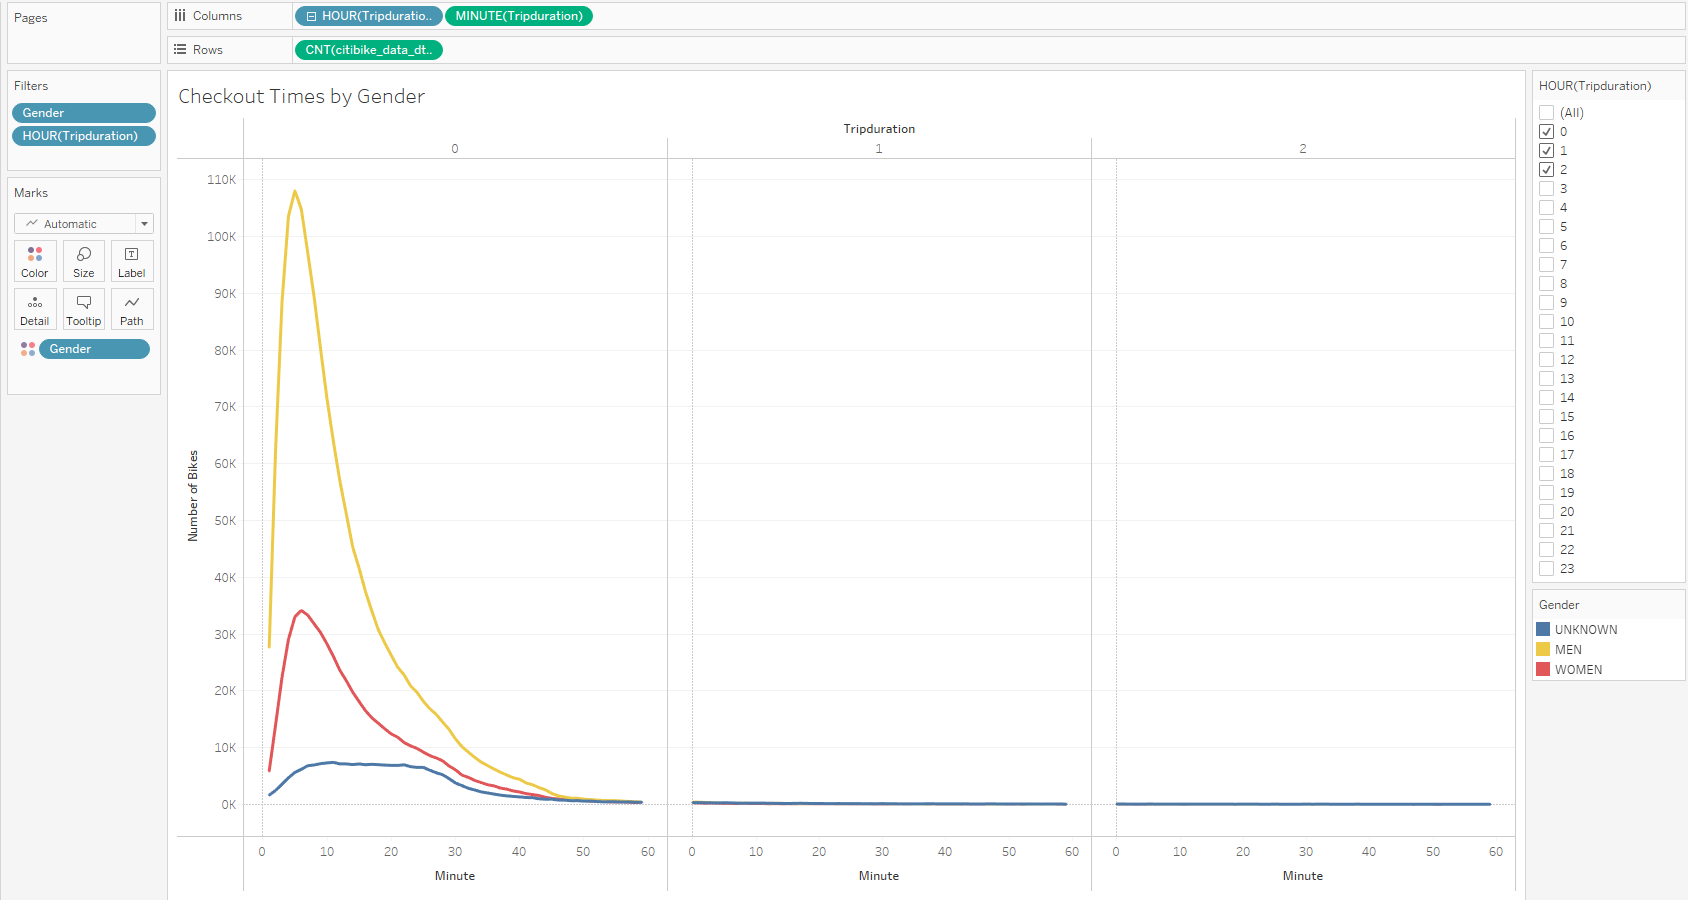 Pages
Columns
HOUR(Tripduratio..
MINUTE(Tripduration)
Rows
CNT(citibike_data_dt..
Filters
Gender
HOUR(Tripduration)
Marks
Automatic
Color Size Label
Detail Tooltip Path
Gender
Checkout Times by Gender
Tripduration
0 1 2
Number of Bikes
110K
100K
90K
80K
70K
60K
50K
40K
30K
20K
10K
0K
0 10 20 30 40 50 60 0 10 20 30 40 50 60 0 10 20 30 40 50 60
Minute Minute Minute
HOUR(Tripduration)
(All)
0
1
2
3
4
5
6
7
8
9
10
11
12
13
14
15
16
17
18
19
20
21
22
23
Gender
UNKNOWN
MEN
WOMEN